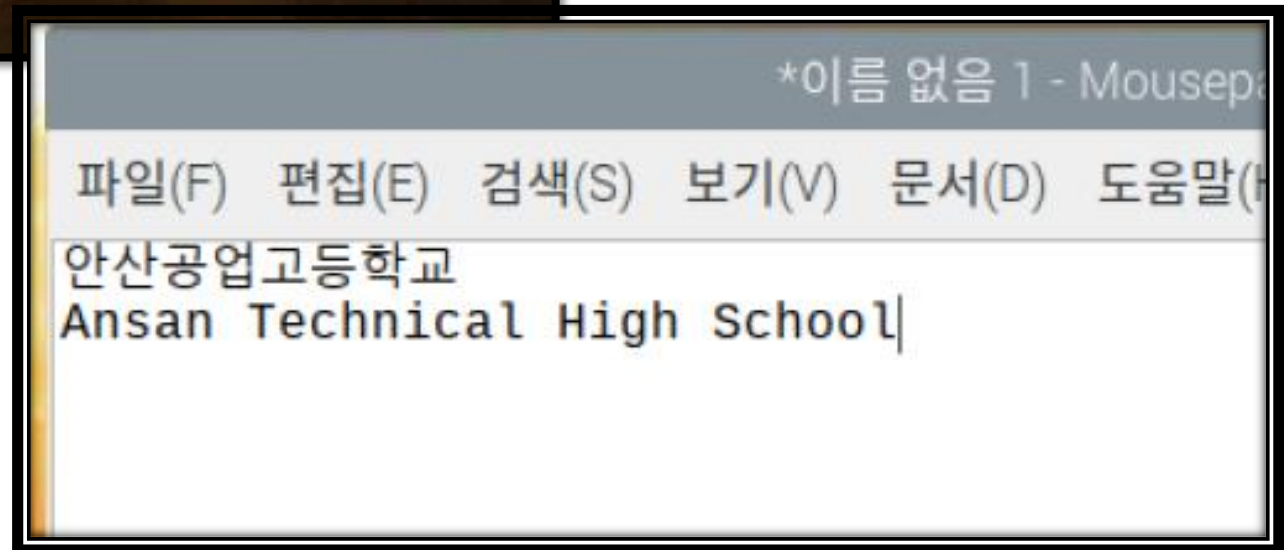 *이름 없음 1 - Mousepa
파일(F) 편집(E) 검색(S) 보기(V) 문서(D) 도움말(H
안산공업고등학교
Ansan Technical High School